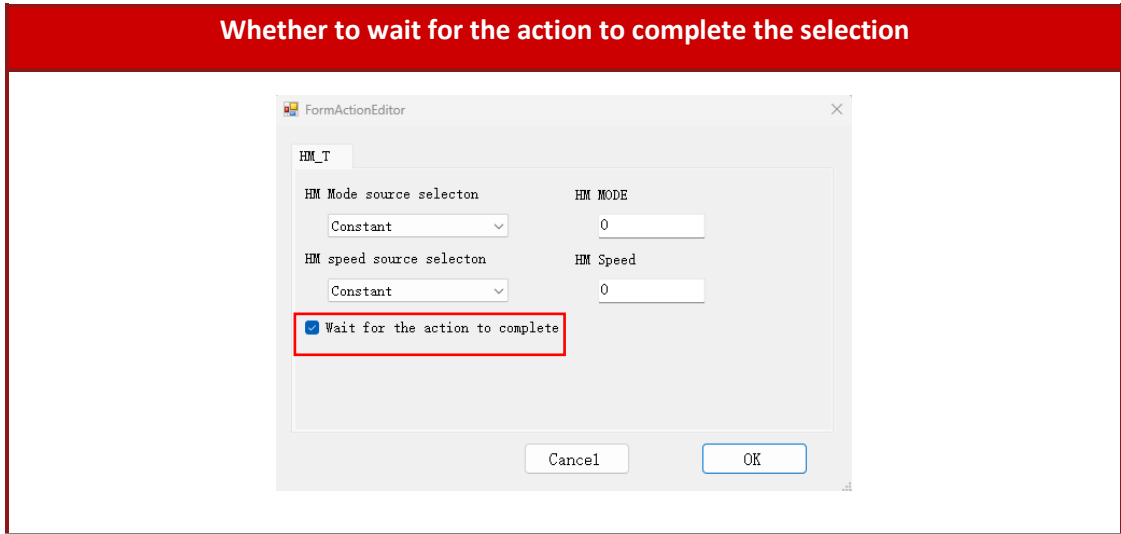 Whether to wait for the action to complete the selection
FormActionEditor
HM_T
HM Mode source selecton
HM MODE
Constant
0
HM speed source selecton
HM Speed
Constant
0
Wait for the action to complete
Cancel
OK